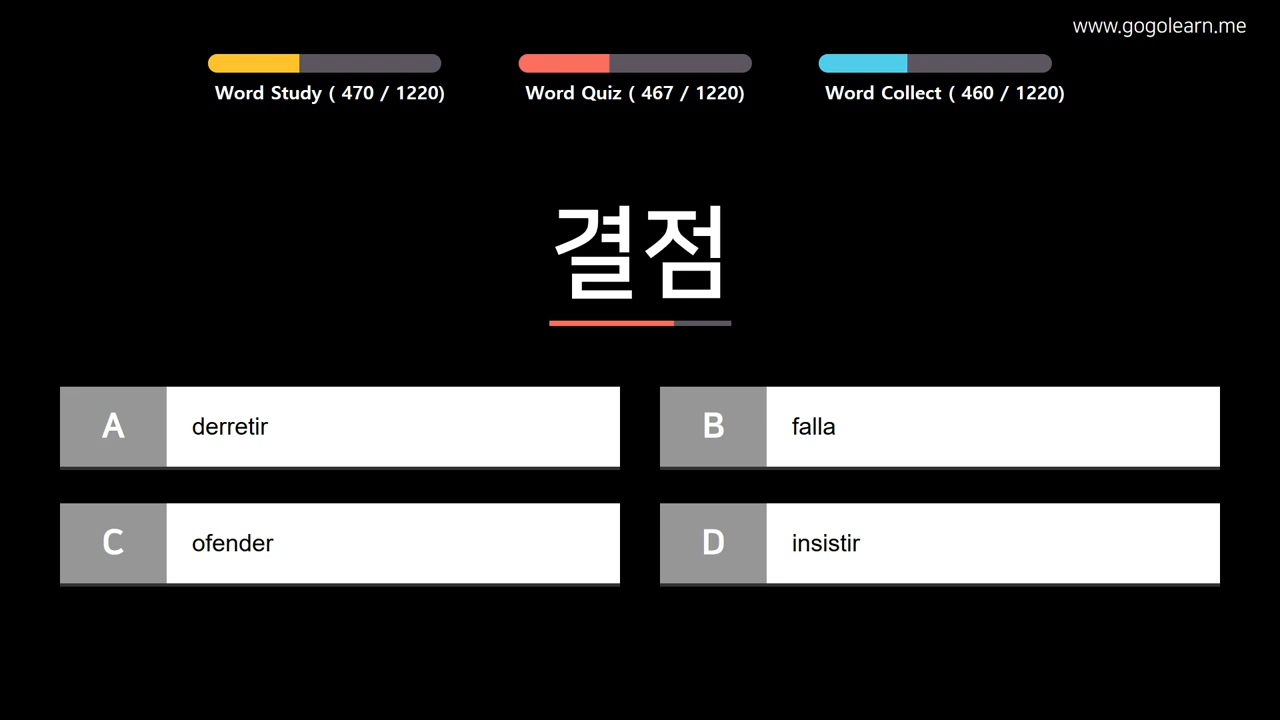 www.gogolearn.me
Word Study ( 470 / 1220)
Word Quiz ( 467 / 1220)
Word Collect ( 460 / 1220)
결점
A
derretir
B
falla
C
ofender
D
insistir